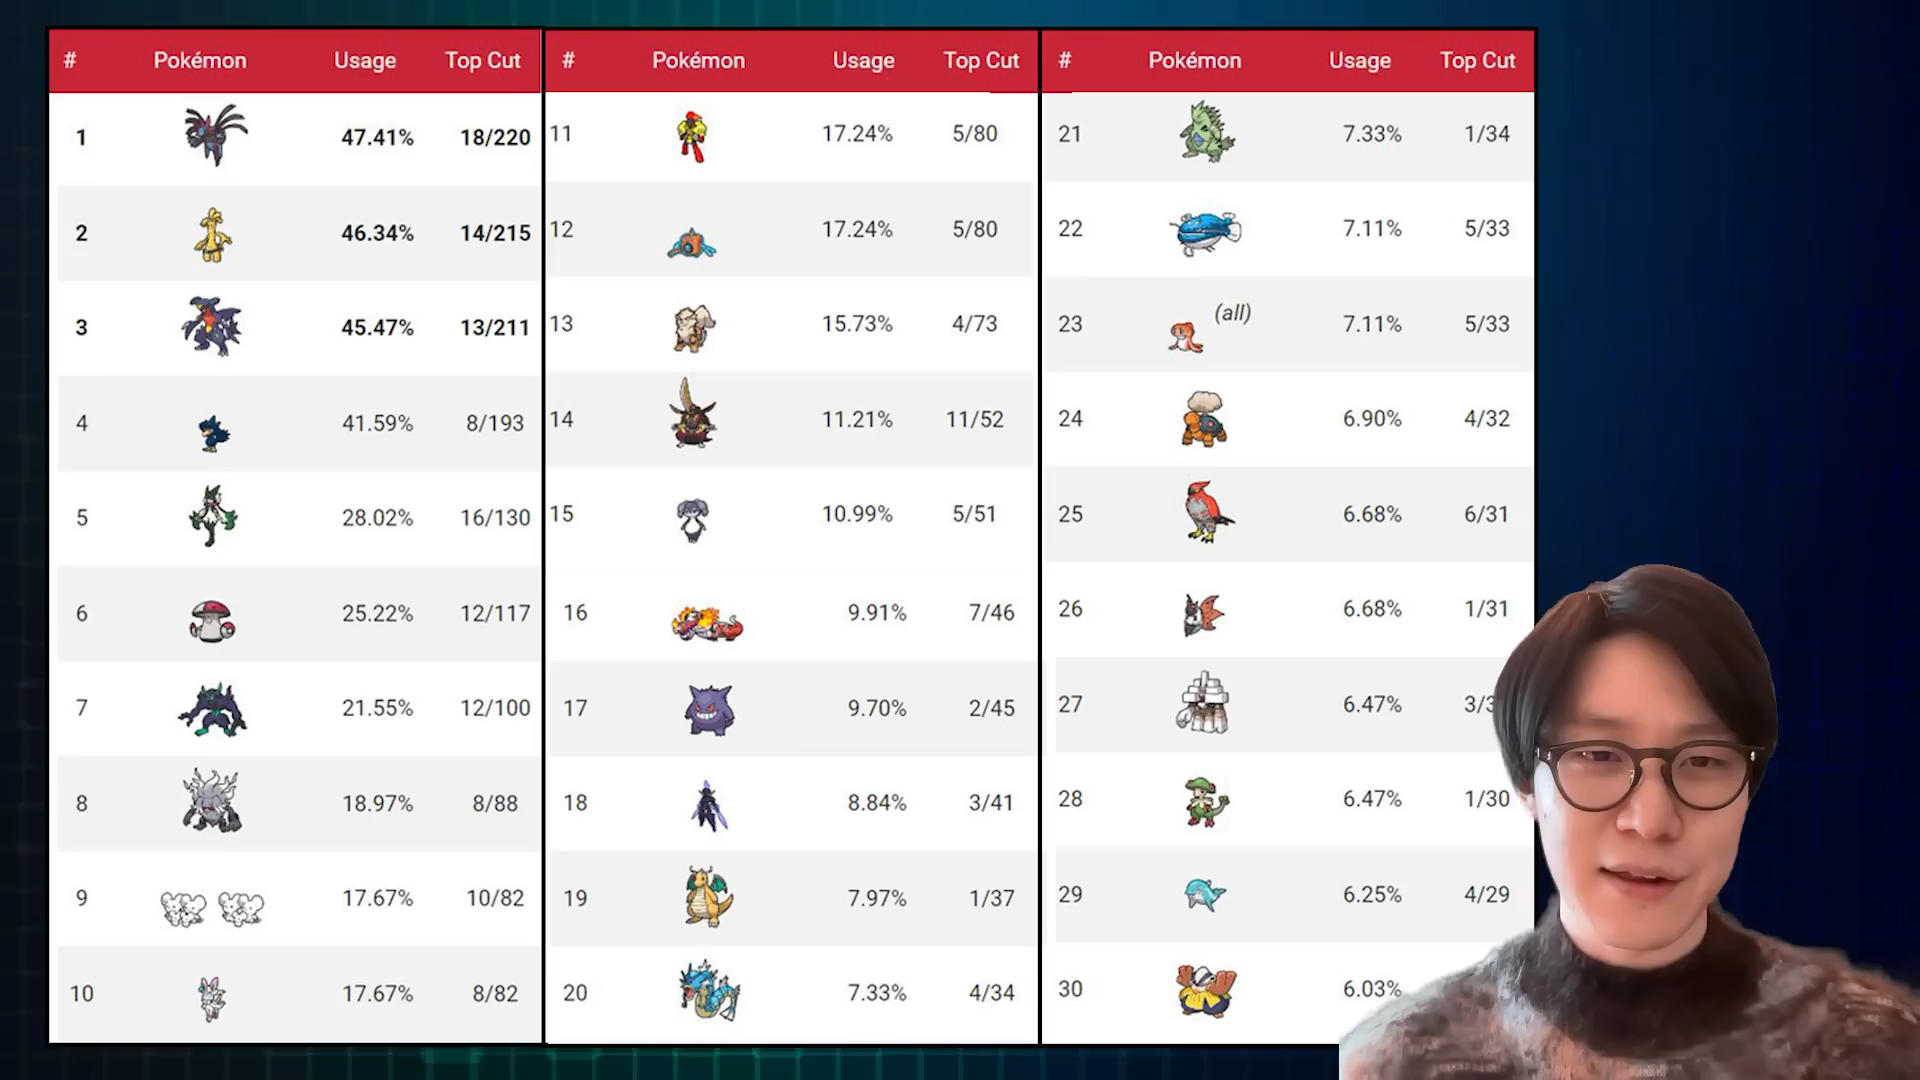 # Pokémon Usage Top Cut
1 47.41% 18/220
2 46.34% 14/215
3 45.47% 13/211
4 41.59% 8/193
5 28.02% 16/130
6 25.22% 12/117
7 21.55% 12/100
8 18.97% 8/88
9 17.67% 10/82
10 17.67% 8/82
# Pokémon Usage Top Cut
11 17.24% 5/80
12 17.24% 5/80
13 15.73% 4/73
14 11.21% 11/52
15 10.99% 5/51
16 9.91% 7/46
17 9.70% 2/45
18 8.84% 3/41
19 7.97% 1/37
20 7.33% 4/34
# Pokémon Usage Top Cut
21 7.33% 1/34
22 7.11% 5/33
23 (all) 7.11% 5/33
24 6.90% 4/32
25 6.68% 6/31
26 6.68% 1/31
27 6.47%
28 6.47% 1/30
29 6.25% 4/29
30 6.03%